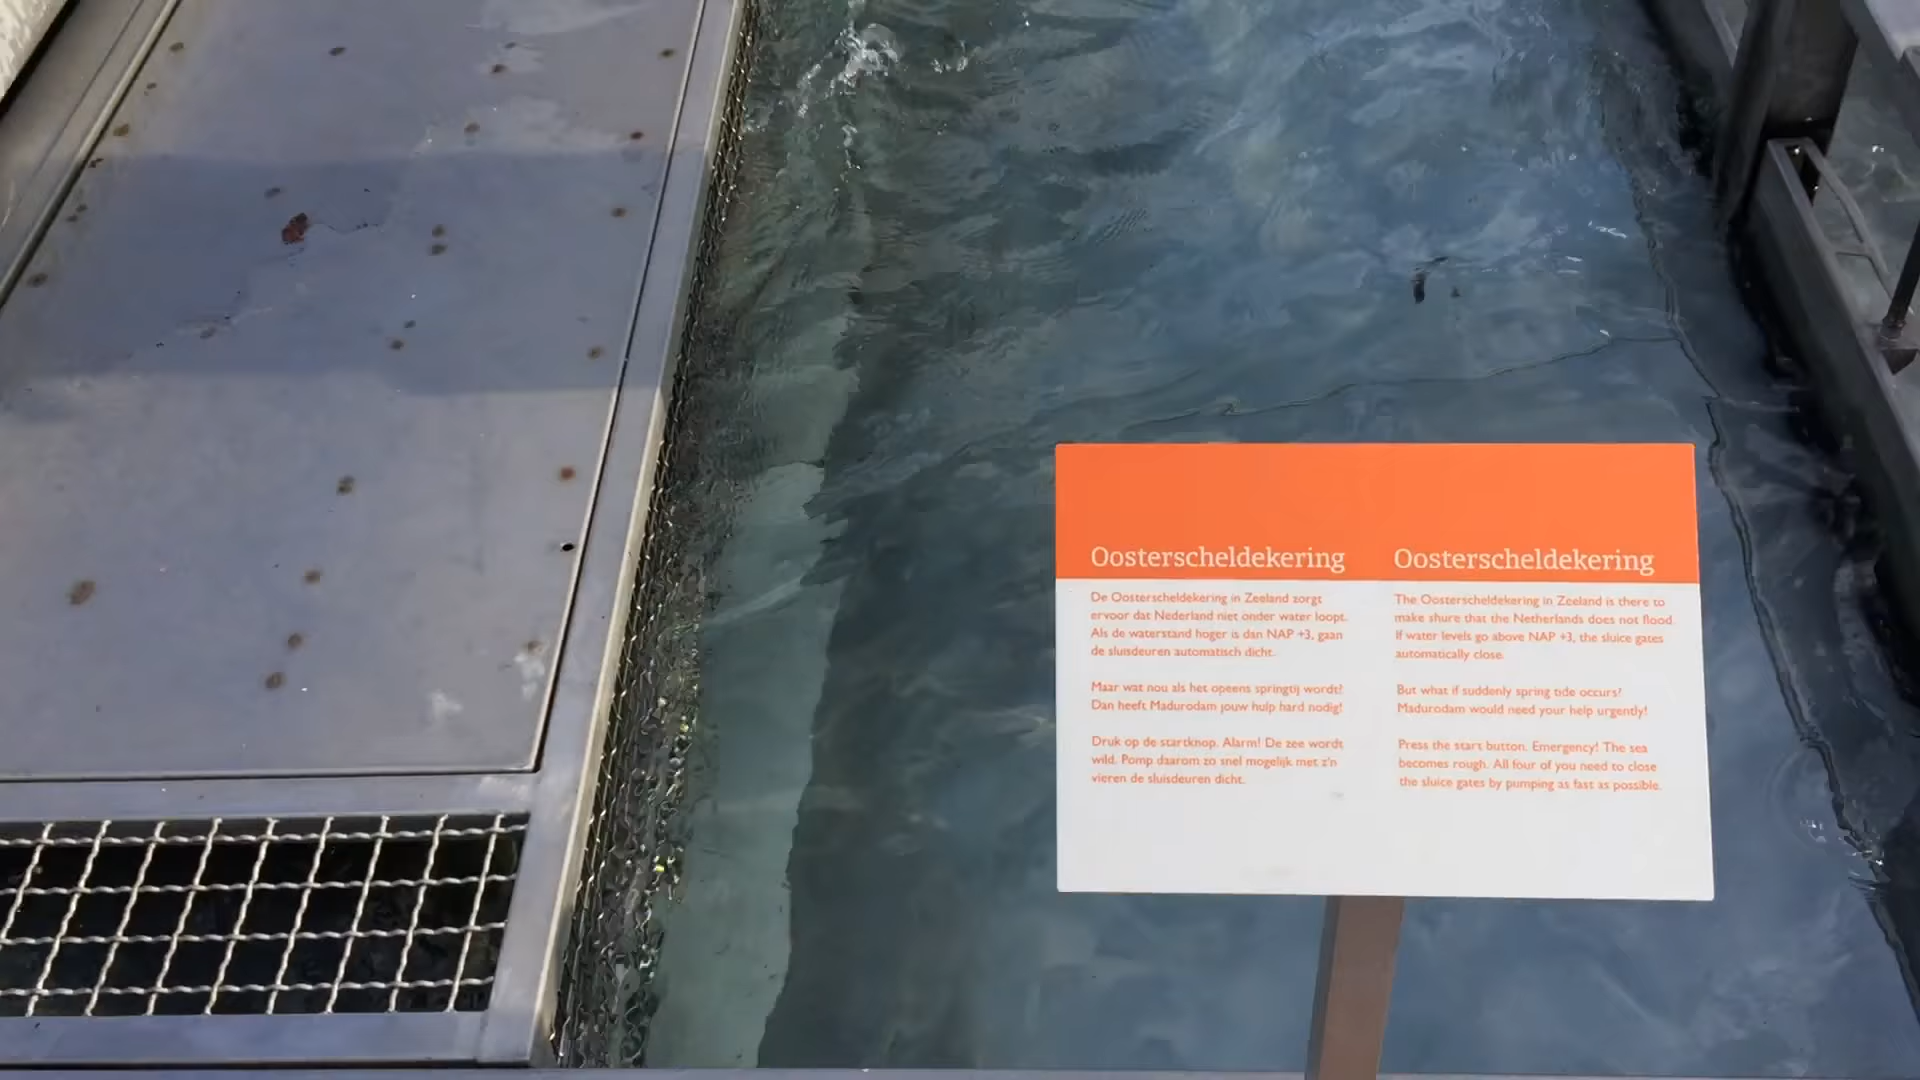 Oosterscheldekering
De Oosterscheldekering in Zeeland zorgt
ervoor dat Nederland niet onder water loopt.
Als de waterstand hoger is dan NAP +3, gaan
de sluisdeuren automatisch dicht.
Maar wat nou als het opeens springtij wordt?
Dan heeft Madurodam jouw hulp hard nodig!
Druk op de startknop. Alarm! De zee wordt
wild. Pomp daarom zo snel mogelijk met z'n
vieren de sluisdeuren dicht.
Oosterscheldekering
The Oosterscheldekering in Zeeland is there to
make shure that the Netherlands does not flood.
If water levels go above NAP +3, the sluice gates
automatically close.
But what if suddenly spring tide occurs?
Madurodam would need your help urgently!
Press the start button. Emergency! The sea
becomes rough. All four of you need to close
the sluice gates by pumping as fast as possible.